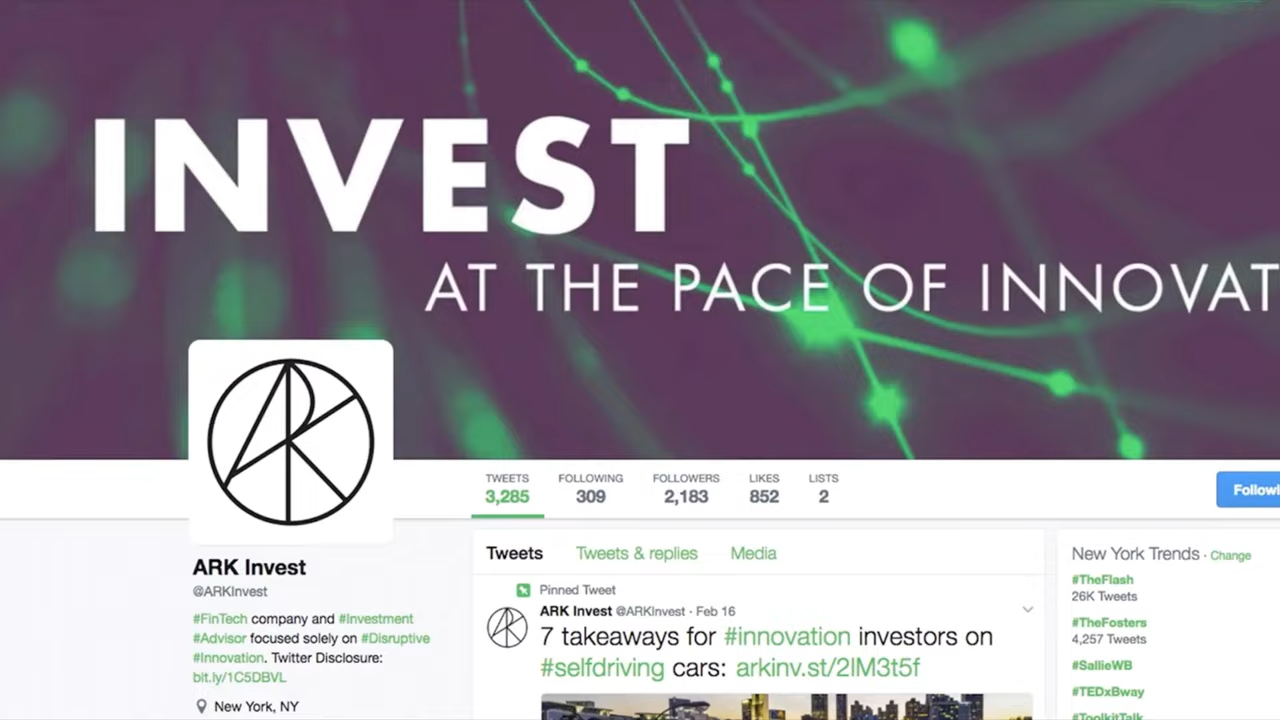 INVEST
AT THE PACE OF INNOVAT
ARK
TWEETS FOLLOWING FOLLOWERS LIKES LISTS
3,285 309 2,183 852 2
Followi
ARK Invest
@ARKInvest
#FinTech company and #Investment
#Advisor focused solely on #Disruptive
#Innovation. Twitter Disclosure:
bit.ly/1C5DBVL
New York, NY
Tweets Tweets & replies Media
Pinned Tweet
ARK Invest @ARKInvest · Feb 16
7 takeaways for #innovation investors on
#selfdriving cars: arkinv.st/2lM3t5f
New York Trends · Change
#TheFlash
26K Tweets
#TheFosters
4,257 Tweets
#SallieWB
#TEDxBway
#ToolkitTalk